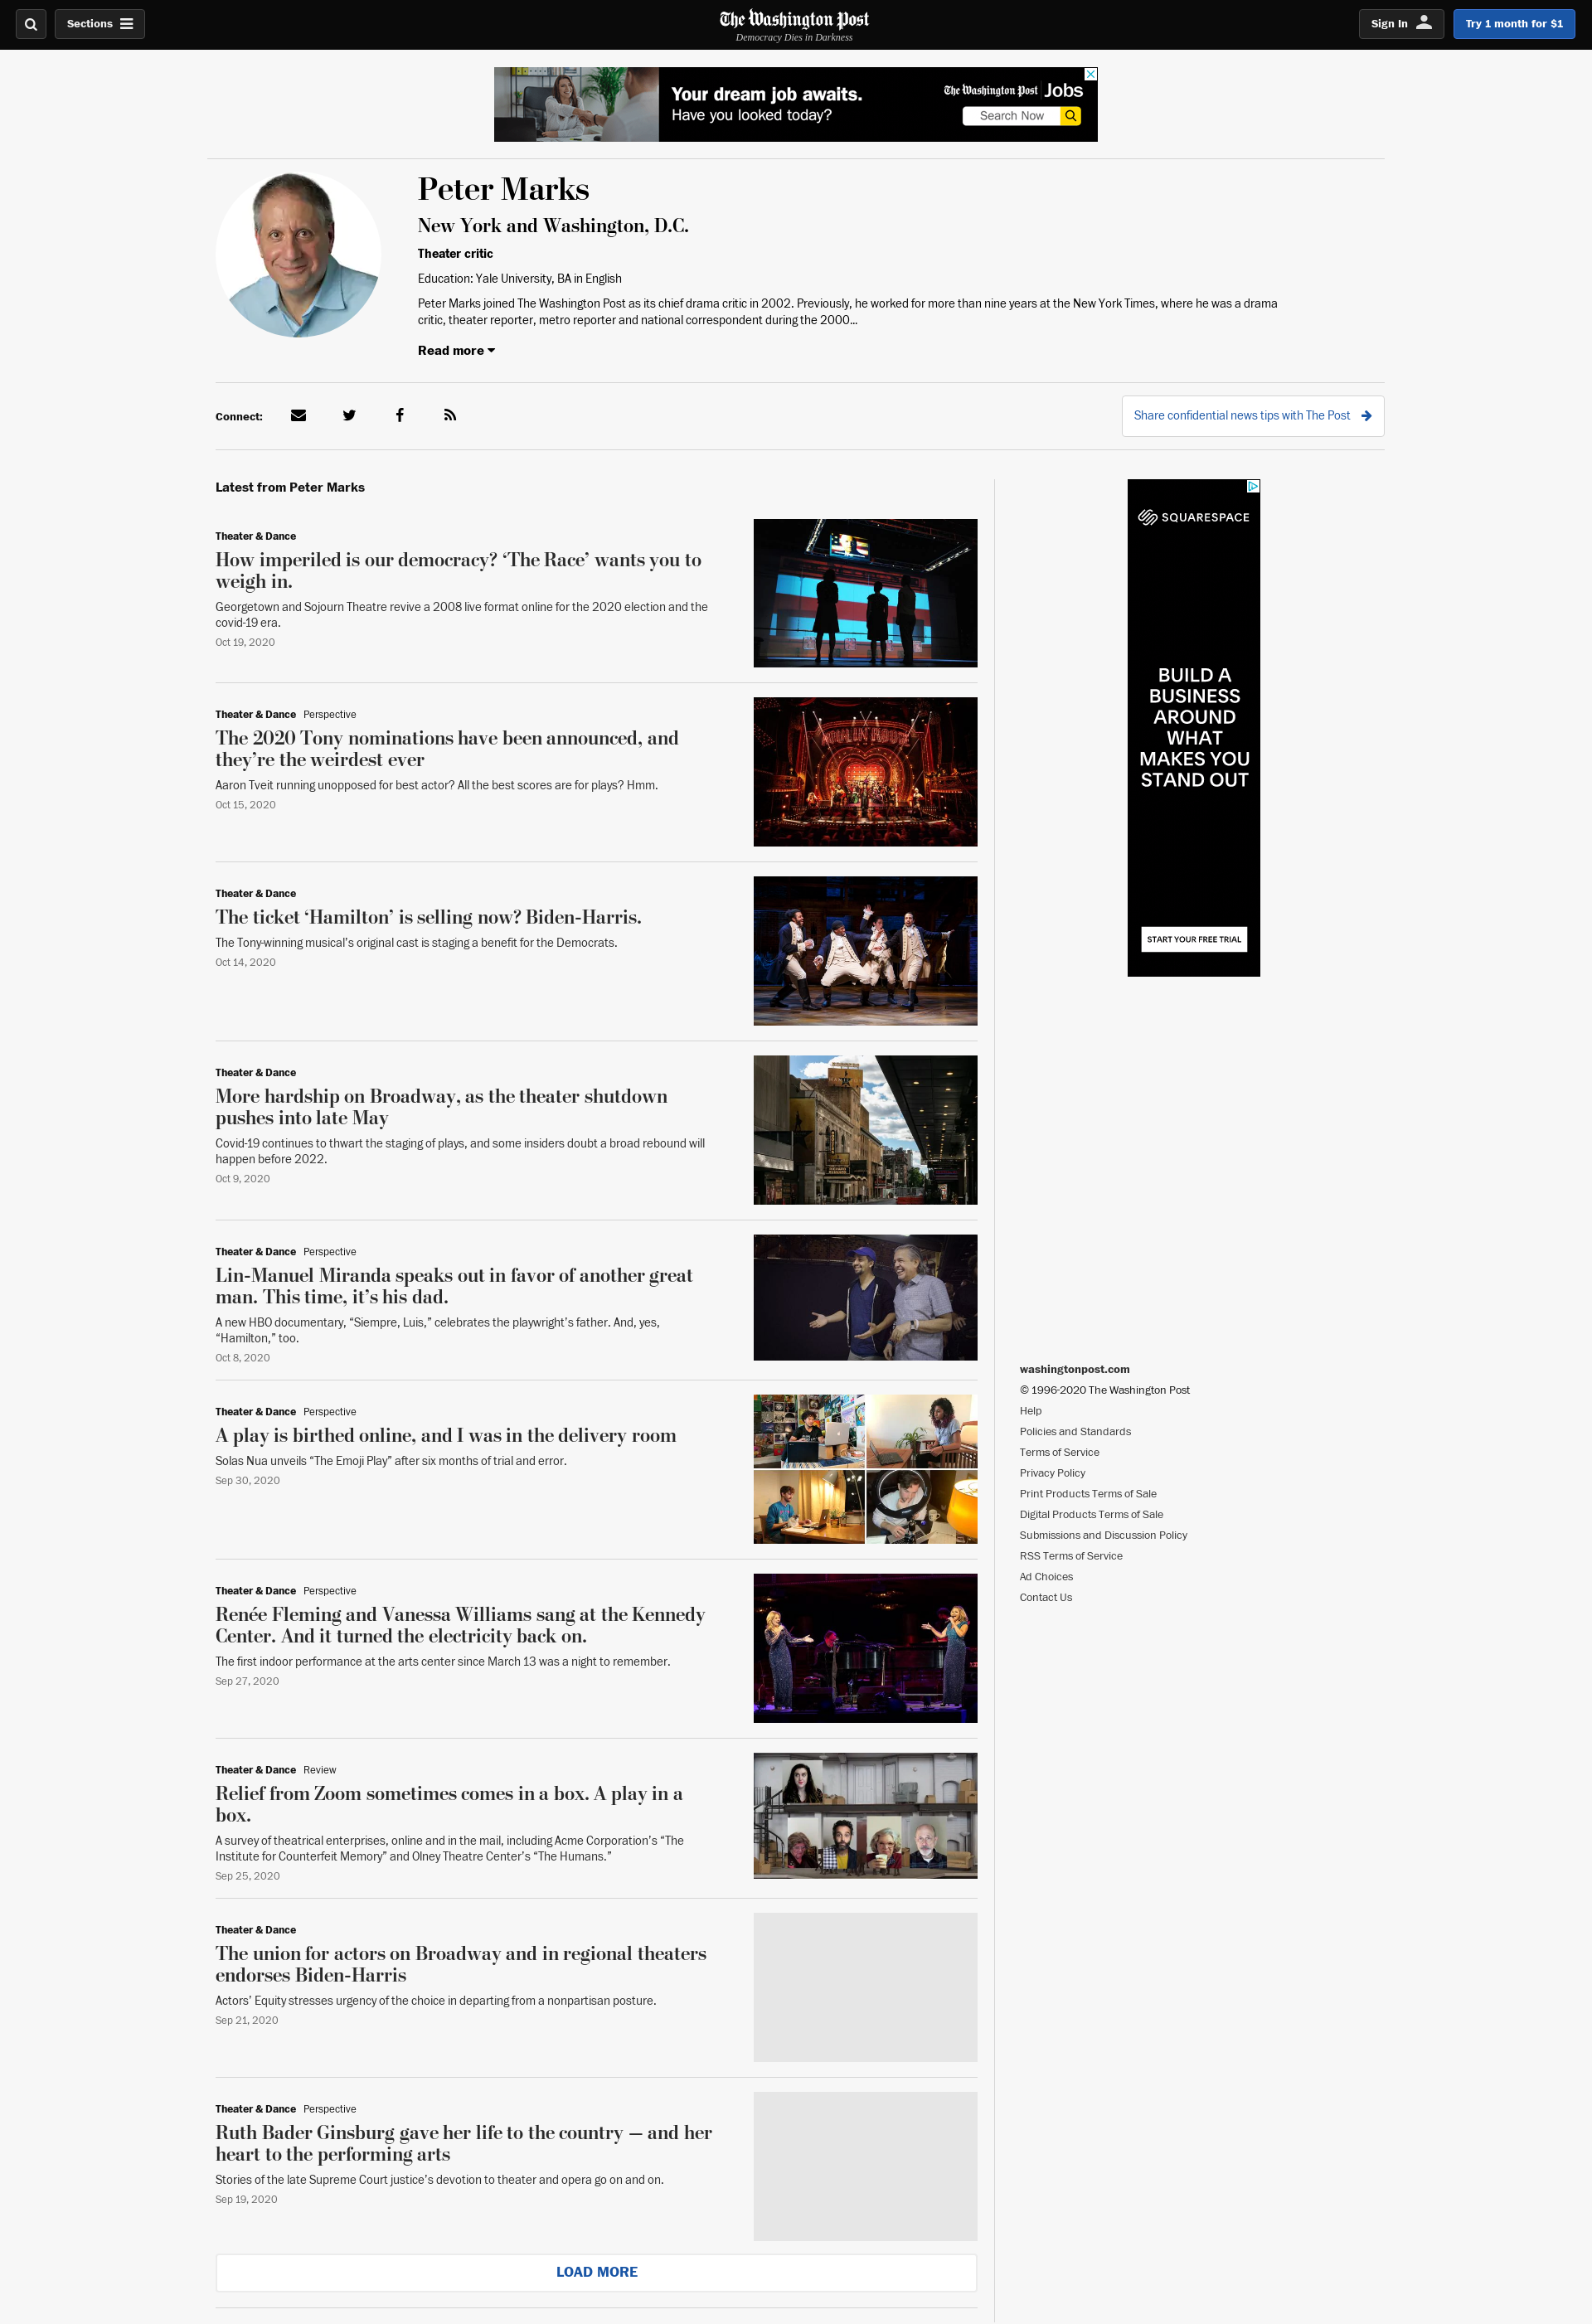 Sections
The Washington Post
Democracy Dies in Darkness
Sign In
Try 1 month for $1
Your dream job awaits.
Have you looked today?
The Washington Post Jobs
Search Now
Peter Marks
New York and Washington, D.C.
Theater critic
Education: Yale University, BA in English
Peter Marks joined The Washington Post as its chief drama critic in 2002. Previously, he worked for more than nine years at the New York Times, where he was a drama
critic, theater reporter, metro reporter and national correspondent during the 2000...
Read more
Connect:
Share confidential news tips with The Post
Latest from Peter Marks
Theater & Dance
How imperiled is our democracy? ‘The Race’ wants you to
weigh in.
Georgetown and Sojourn Theatre revive a 2008 live format online for the 2020 election and the
covid-19 era.
Oct 19, 2020
Theater & Dance Perspective
The 2020 Tony nominations have been announced, and
they’re the weirdest ever
Aaron Tveit running unopposed for best actor? All the best scores are for plays? Hmm.
Oct 15, 2020
MOULIN ROUGE
Theater & Dance
The ticket ‘Hamilton’ is selling now? Biden-Harris.
The Tony-winning musical’s original cast is staging a benefit for the Democrats.
Oct 14, 2020
Theater & Dance
More hardship on Broadway, as the theater shutdown
pushes into late May
Covid-19 continues to thwart the staging of plays, and some insiders doubt a broad rebound will
happen before 2022.
Oct 9, 2020
Theater & Dance Perspective
Lin-Manuel Miranda speaks out in favor of another great
man. This time, it’s his dad.
A new HBO documentary, “Siempre, Luis,” celebrates the playwright’s father. And, yes,
“Hamilton,” too.
Oct 8, 2020
Theater & Dance Perspective
A play is birthed online, and I was in the delivery room
Solas Nua unveils “The Emoji Play” after six months of trial and error.
Sep 30, 2020
Theater & Dance Perspective
Renée Fleming and Vanessa Williams sang at the Kennedy
Center. And it turned the electricity back on.
The first indoor performance at the arts center since March 13 was a night to remember.
Sep 27, 2020
Theater & Dance Review
Relief from Zoom sometimes comes in a box. A play in a
box.
A survey of theatrical enterprises, online and in the mail, including Acme Corporation’s “The
Institute for Counterfeit Memory” and Olney Theatre Center’s “The Humans.”
Sep 25, 2020
Theater & Dance
The union for actors on Broadway and in regional theaters
endorses Biden-Harris
Actors’ Equity stresses urgency of the choice in departing from a nonpartisan posture.
Sep 21, 2020
Theater & Dance Perspective
Ruth Bader Ginsburg gave her life to the country — and her
heart to the performing arts
Stories of the late Supreme Court justice’s devotion to theater and opera go on and on.
Sep 19, 2020
LOAD MORE
SQUARESPACE
BUILD A
BUSINESS
AROUND
WHAT
MAKES YOU
STAND OUT
START YOUR FREE TRIAL
washingtonpost.com
© 1996-2020 The Washington Post
Help
Policies and Standards
Terms of Service
Privacy Policy
Print Products Terms of Sale
Digital Products Terms of Sale
Submissions and Discussion Policy
RSS Terms of Service
Ad Choices
Contact Us